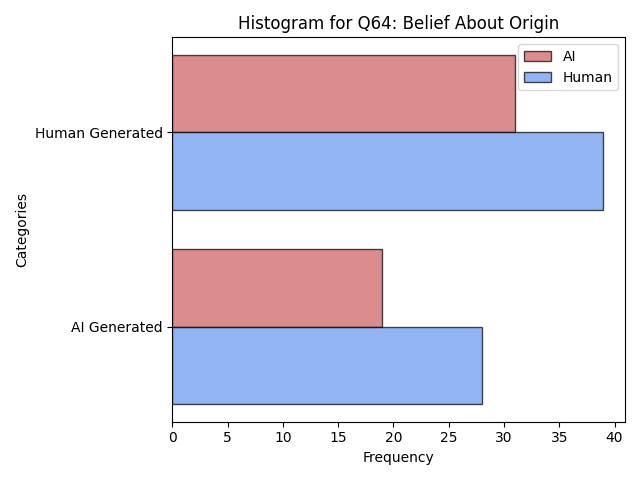 Histogram for Q64: Belief About Origin
AI
Human
Human Generated
AI Generated
Categories
0 5 10 15 20 25 30 35 40
Frequency